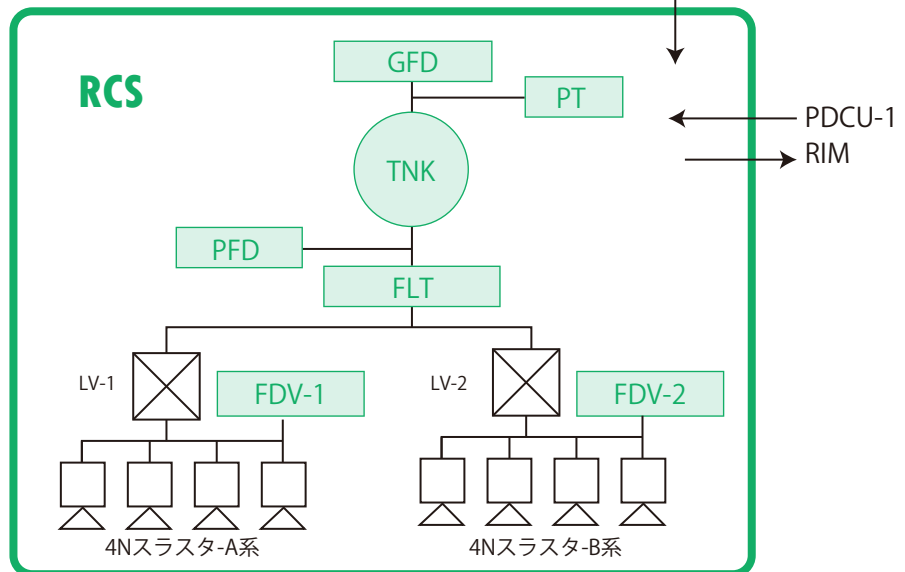 RCS
GFD
PT
PDCU-1
RIM
TNK
PFD
FLT
LV-1
FDV-1
LV-2
FDV-2
4Nスラスタ-A系
4Nスラスタ-B系